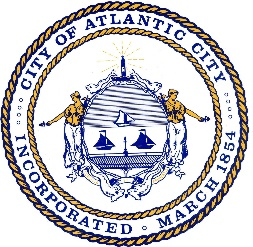 CITY OF ATLANTIC CITY
INCORPORATED • MARCH 1854